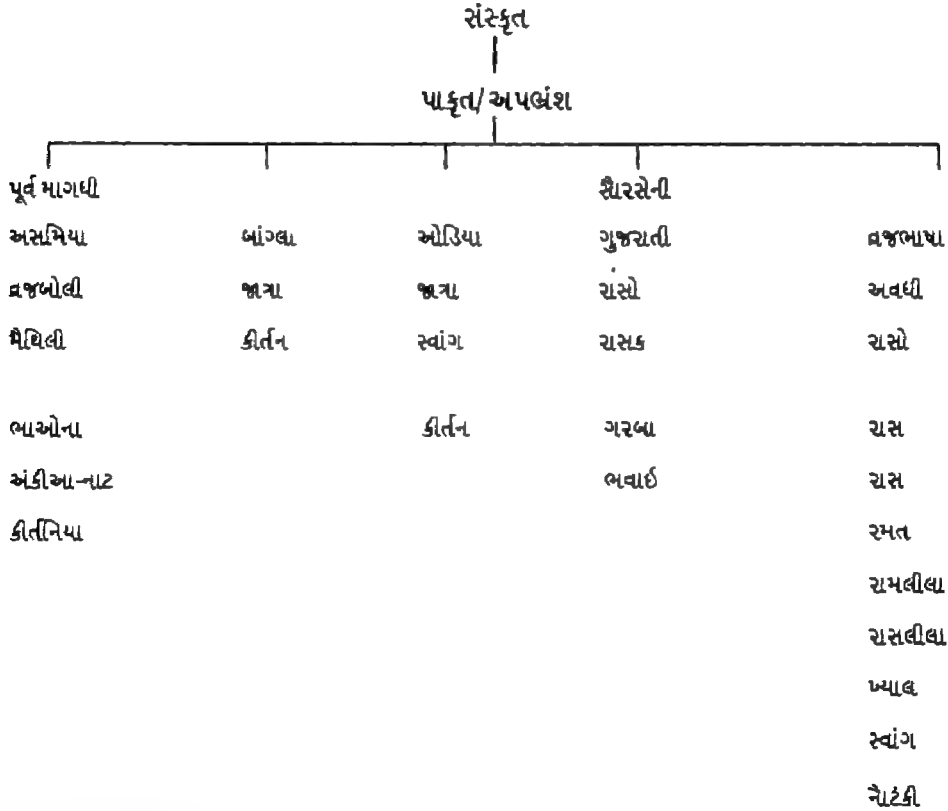 સંસ્કૃત
પાકૃત/અપભ્રંશ
પૂર્વ માગધી સૈારસેની
અસમિયા બાંગ્લા ઓડિયા ગુજરાતી વ્રજભાષા
વ્રજબોલી જાત્રા જાત્રા રાંસો અવધી
મૈથિલી કીર્તન સ્વાંગ રાસક રાસો
ભાઓના કીર્તન ગરબા રાસ
અંકીઆ-નાટ ભવાઈ રાસ
કીર્તનિયા રમત
રામલીલા
રાસલીલા
ખ્યાલ
સ્વાંગ
નૈાટંકી